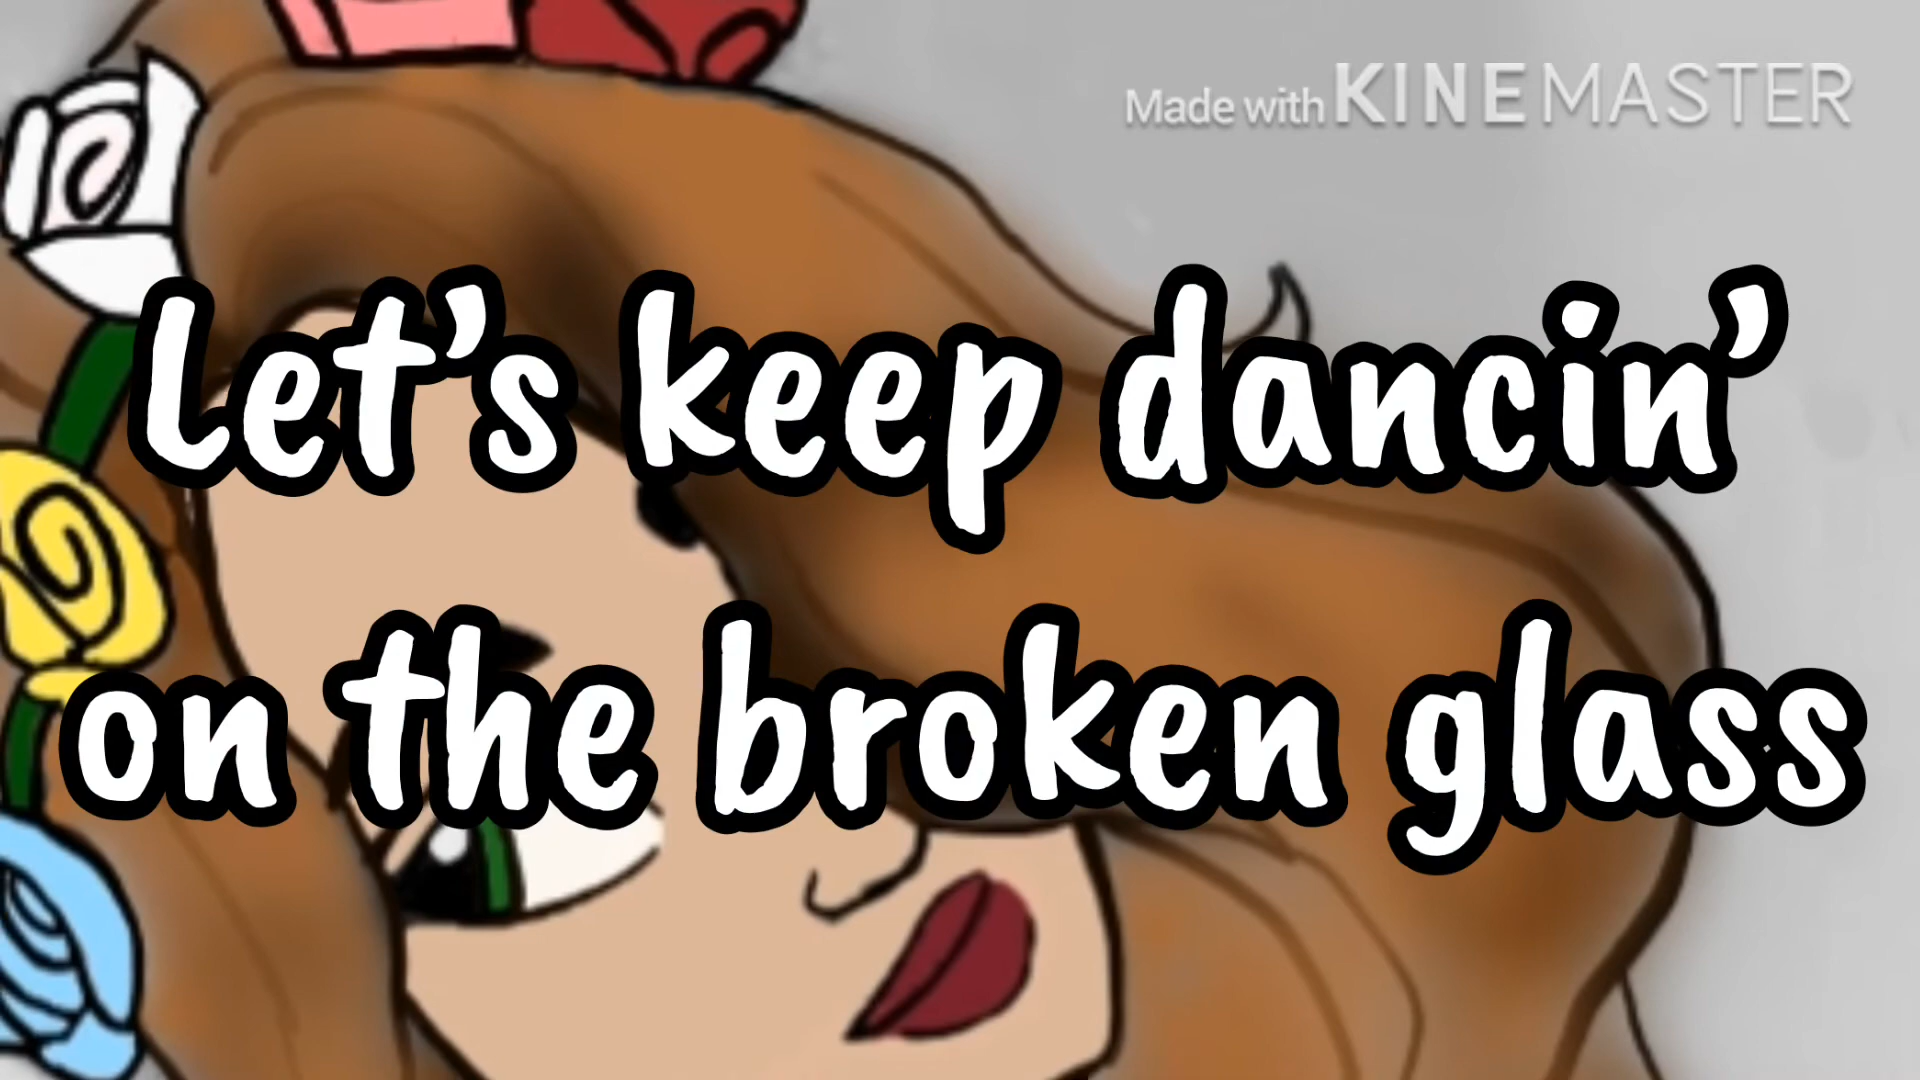 Made with KINEMASTER
Let’s keep dancin’
on the broken glass